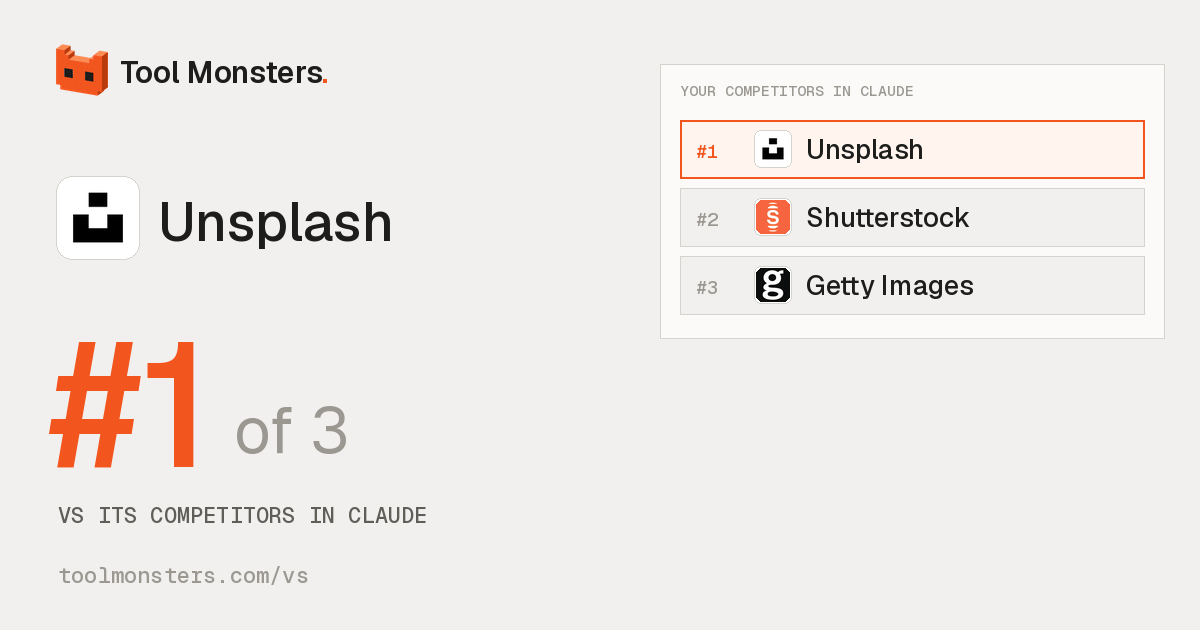 Tool Monsters.
Unsplash
#1 of 3
VS ITS COMPETITORS IN CLAUDE
toolmonsters.com/vs
YOUR COMPETITORS IN CLAUDE
#1 Unsplash
#2 S Shutterstock
#3 g Getty Images